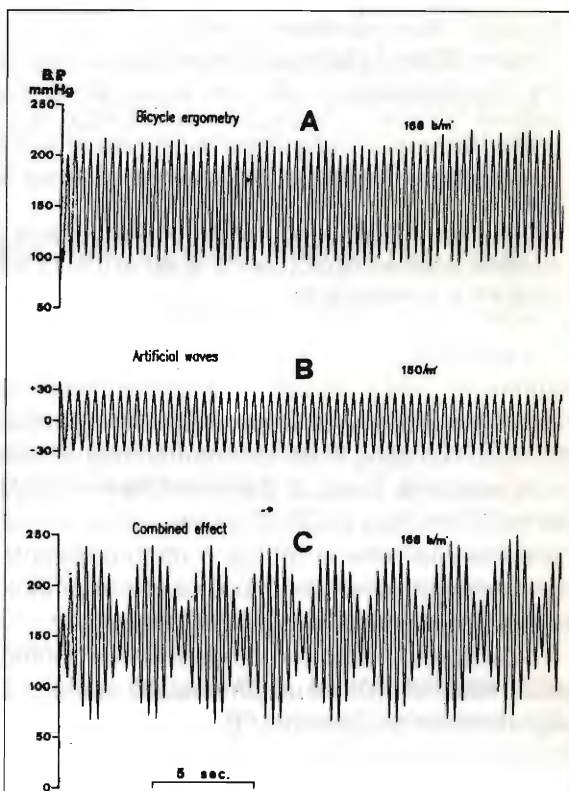 B.P
mmHg
250
Bicycle ergometry
A
168 b/m'
200
150
100
50
Artificial waves
B
150/m'
+30
0
-30
Combined effect
C
168 b/m'
250
200
150
100
50
0
5 sec.